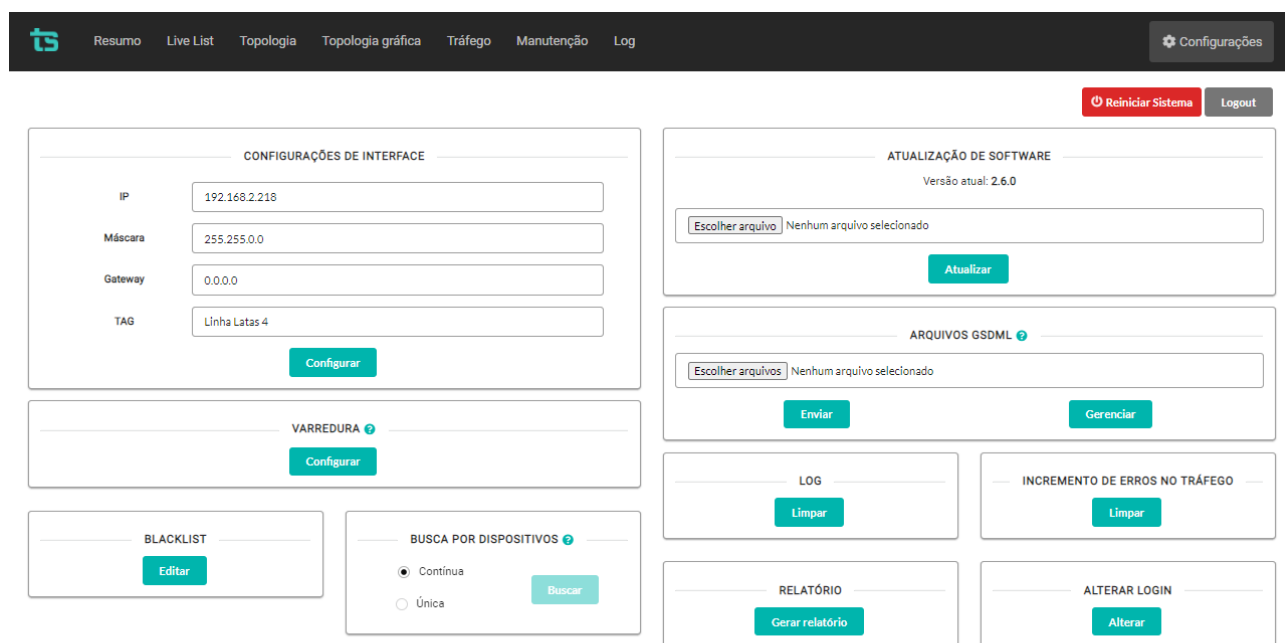 ts Resumo Live List Topologia Topologia gráfica Tráfego Manutenção Log Configurações
Reiniciar Sistema Logout
CONFIGURAÇÕES DE INTERFACE
IP 192.168.2.218
Máscara 255.255.0.0
Gateway 0.0.0.0
TAG Linha Latas 4
Configurar
VARREDURA ?
Configurar
BLACKLIST
Editar
BUSCA POR DISPOSITIVOS ?
Contínua
Única
Buscar
ATUALIZAÇÃO DE SOFTWARE
Versão atual: 2.6.0
Escolher arquivo Nenhum arquivo selecionado
Atualizar
ARQUIVOS GSDML ?
Escolher arquivos Nenhum arquivo selecionado
Enviar Gerenciar
LOG
Limpar
INCREMENTO DE ERROS NO TRÁFEGO
Limpar
RELATÓRIO
Gerar relatório
ALTERAR LOGIN
Alterar